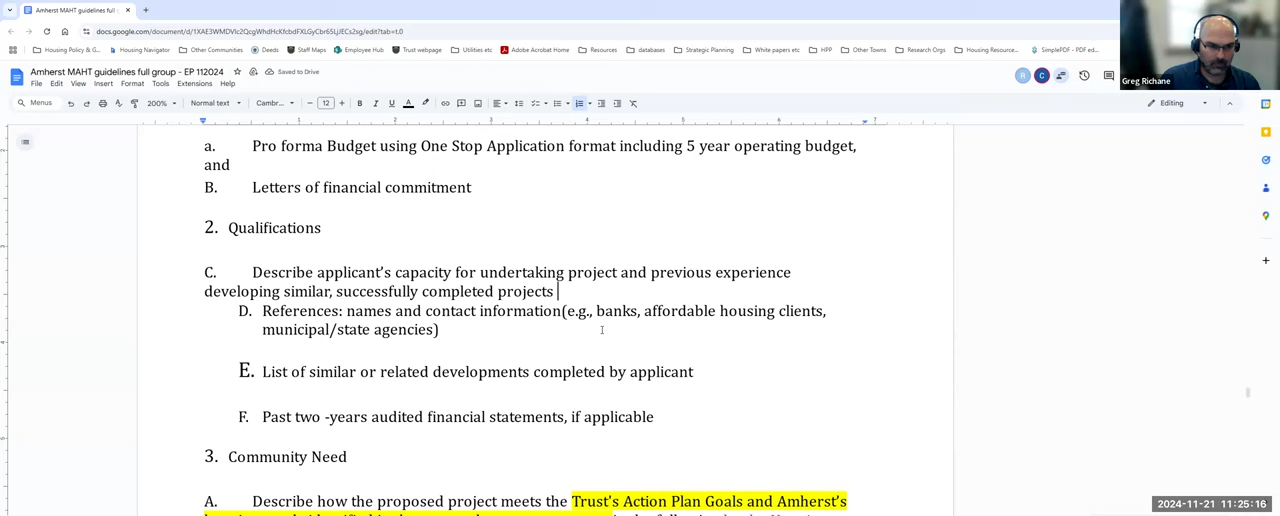 docs.google.com/document/d/1XAE3WMDVlc2QcgWhdHcXfcbdFXLGyCbr65LJJECs2sg/edit?tab=t.0
Housing Policy & G... Housing Navigator Other Communities Deeds Staff Maps Employee Hub Trust webpage Utilities etc Adobe Acrobat Home Resources databases Strategic Planning White papers etc HPP Other Towns Research Orgs Housing Resource... SimplePDF - PDF ed...
Amherst MAHT guidelines full group - EP 112024 Saved to Drive
R C
File Edit View Insert Format Tools Extensions Help
Greg Richane
Menus 200% Normal text Cambr... 12 B I U A Editing
1 2 3 4 5 6 7
a. Pro forma Budget using One Stop Application format including 5 year operating budget,
and
B. Letters of financial commitment
2. Qualifications
C. Describe applicant's capacity for undertaking project and previous experience
developing similar, successfully completed projects
D. References: names and contact information(e.g., banks, affordable housing clients,
municipal/state agencies)
E. List of similar or related developments completed by applicant
F. Past two -years audited financial statements, if applicable
3. Community Need
A. Describe how the proposed project meets the Trust's Action Plan Goals and Amherst's
2024-11-21 11:25:16